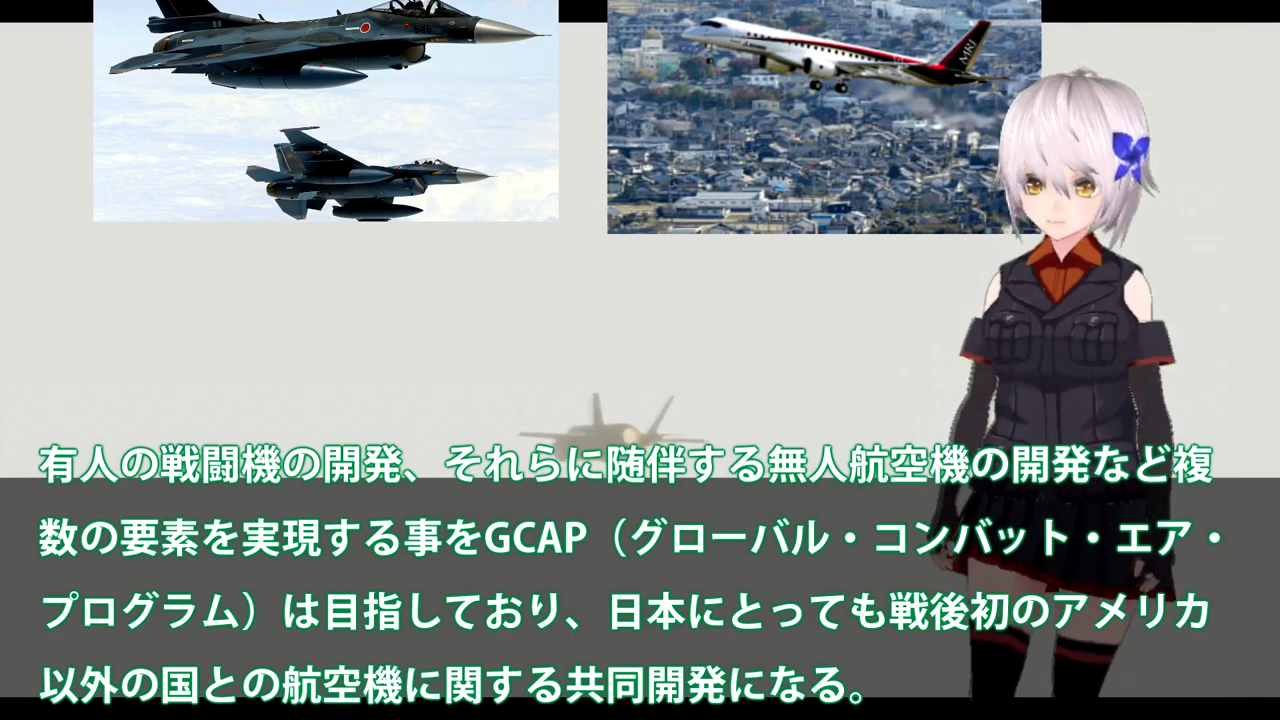 MRJ
有人の戦闘機の開発、それらに随伴する無人航空機の開発など複
数の要素を実現する事をGCAP（グローバル・コンバット・エア・
プログラム）は目指しており、日本にとっても戦後初のアメリカ
以外の国との航空機に関する共同開発になる。